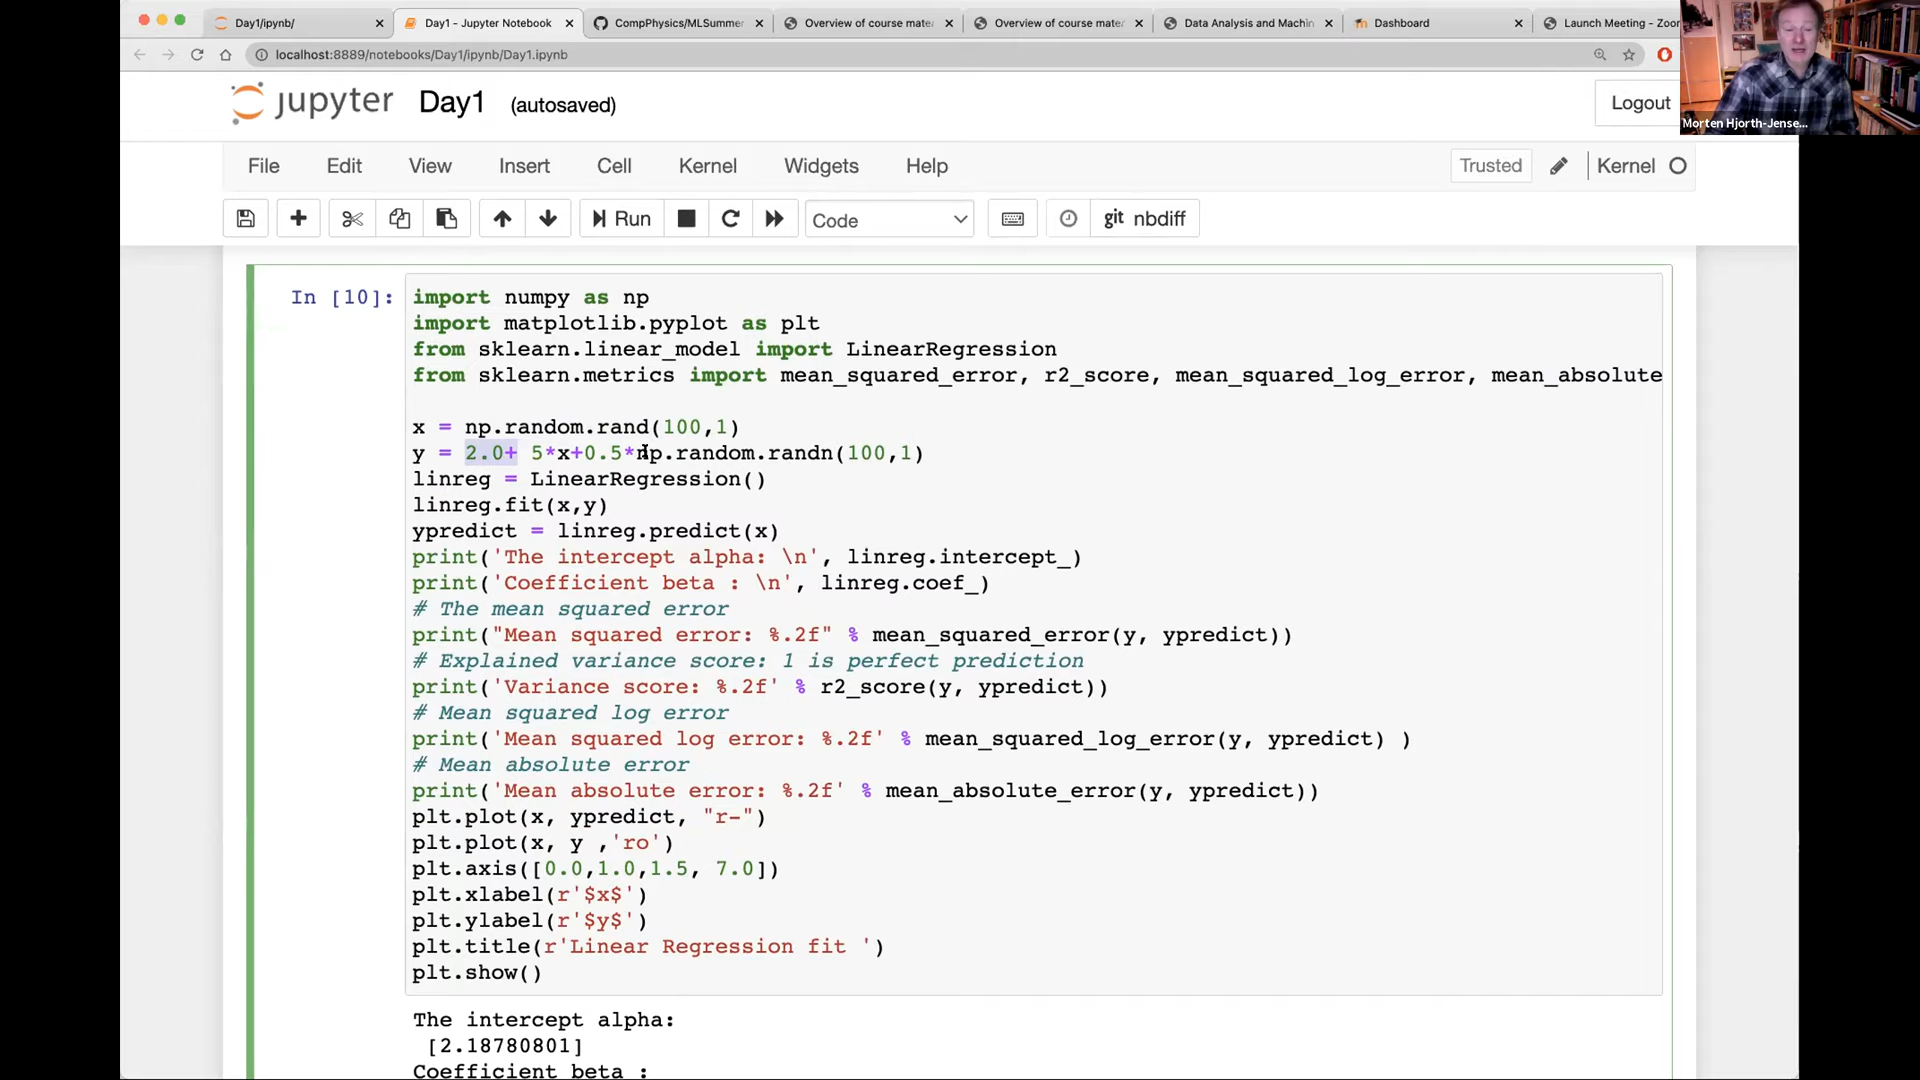 Day1/ipynb/
Day1 - Jupyter Notebook
CompPhysics/MLSummer
Overview of course mate
Overview of course mate
Data Analysis and Machin
Dashboard
Launch Meeting - Zoo
localhost:8889/notebooks/Day1/ipynb/Day1.ipynb
Morten Hjorth-Jense...
jupyter Day1 (autosaved)
Logout
File Edit View Insert Cell Kernel Widgets Help
Trusted
Kernel
Run
Code
git nbdiff
In [10]:
import numpy as np
import matplotlib.pyplot as plt
from sklearn.linear_model import LinearRegression
from sklearn.metrics import mean_squared_error, r2_score, mean_squared_log_error, mean_absolute
x = np.random.rand(100,1)
y = 2.0+ 5*x+0.5*np.random.randn(100,1)
linreg = LinearRegression()
linreg.fit(x,y)
ypredict = linreg.predict(x)
print('The intercept alpha: \n', linreg.intercept_)
print('Coefficient beta : \n', linreg.coef_)
# The mean squared error
print("Mean squared error: %.2f" % mean_squared_error(y, ypredict))
# Explained variance score: 1 is perfect prediction
print('Variance score: %.2f' % r2_score(y, ypredict))
# Mean squared log error
print('Mean squared log error: %.2f' % mean_squared_log_error(y, ypredict) )
# Mean absolute error
print('Mean absolute error: %.2f' % mean_absolute_error(y, ypredict))
plt.plot(x, ypredict, "r-")
plt.plot(x, y ,'ro')
plt.axis([0.0,1.0,1.5, 7.0])
plt.xlabel(r'$x$')
plt.ylabel(r'$y$')
plt.title(r'Linear Regression fit ')
plt.show()
The intercept alpha:
[2.18780801]
Coefficient beta :